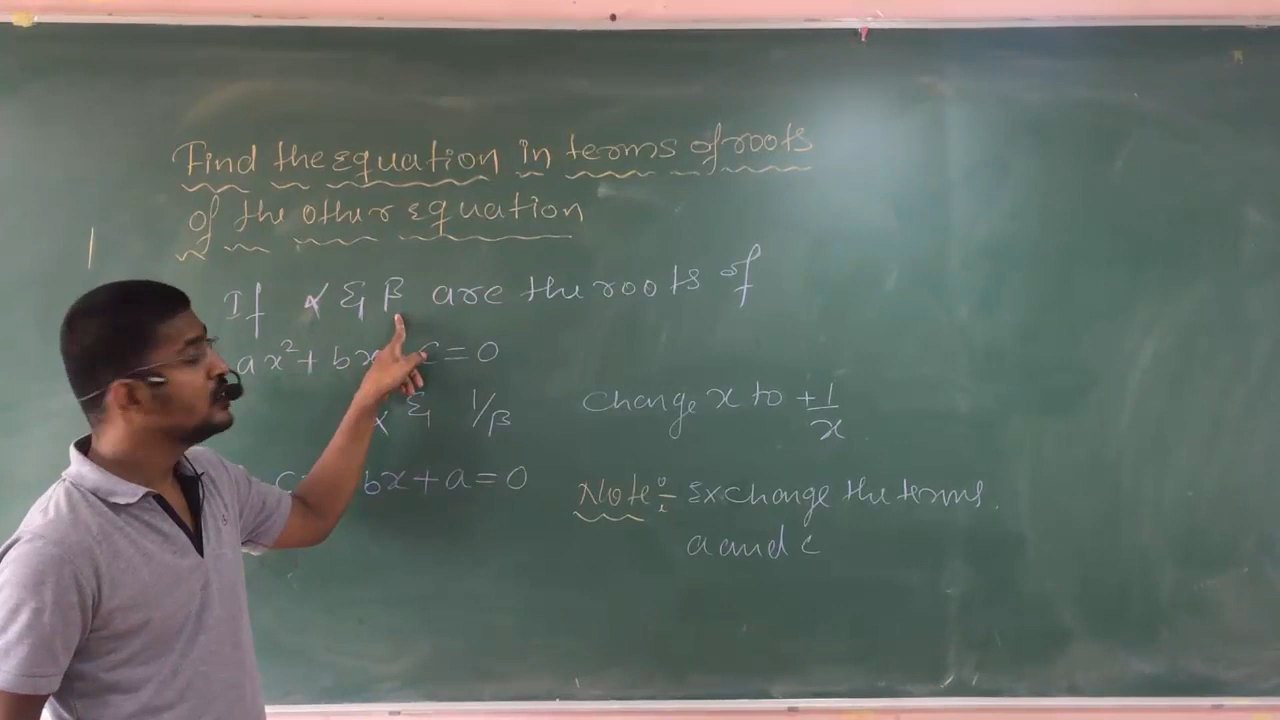 Find the Equation in terms of roots
of the other equation
If α & β are the roots of
ax² + bx c = 0
α & 1/β
c bx + a = 0
Change x to +1/x
Note:- Exchange the terms.
a and c